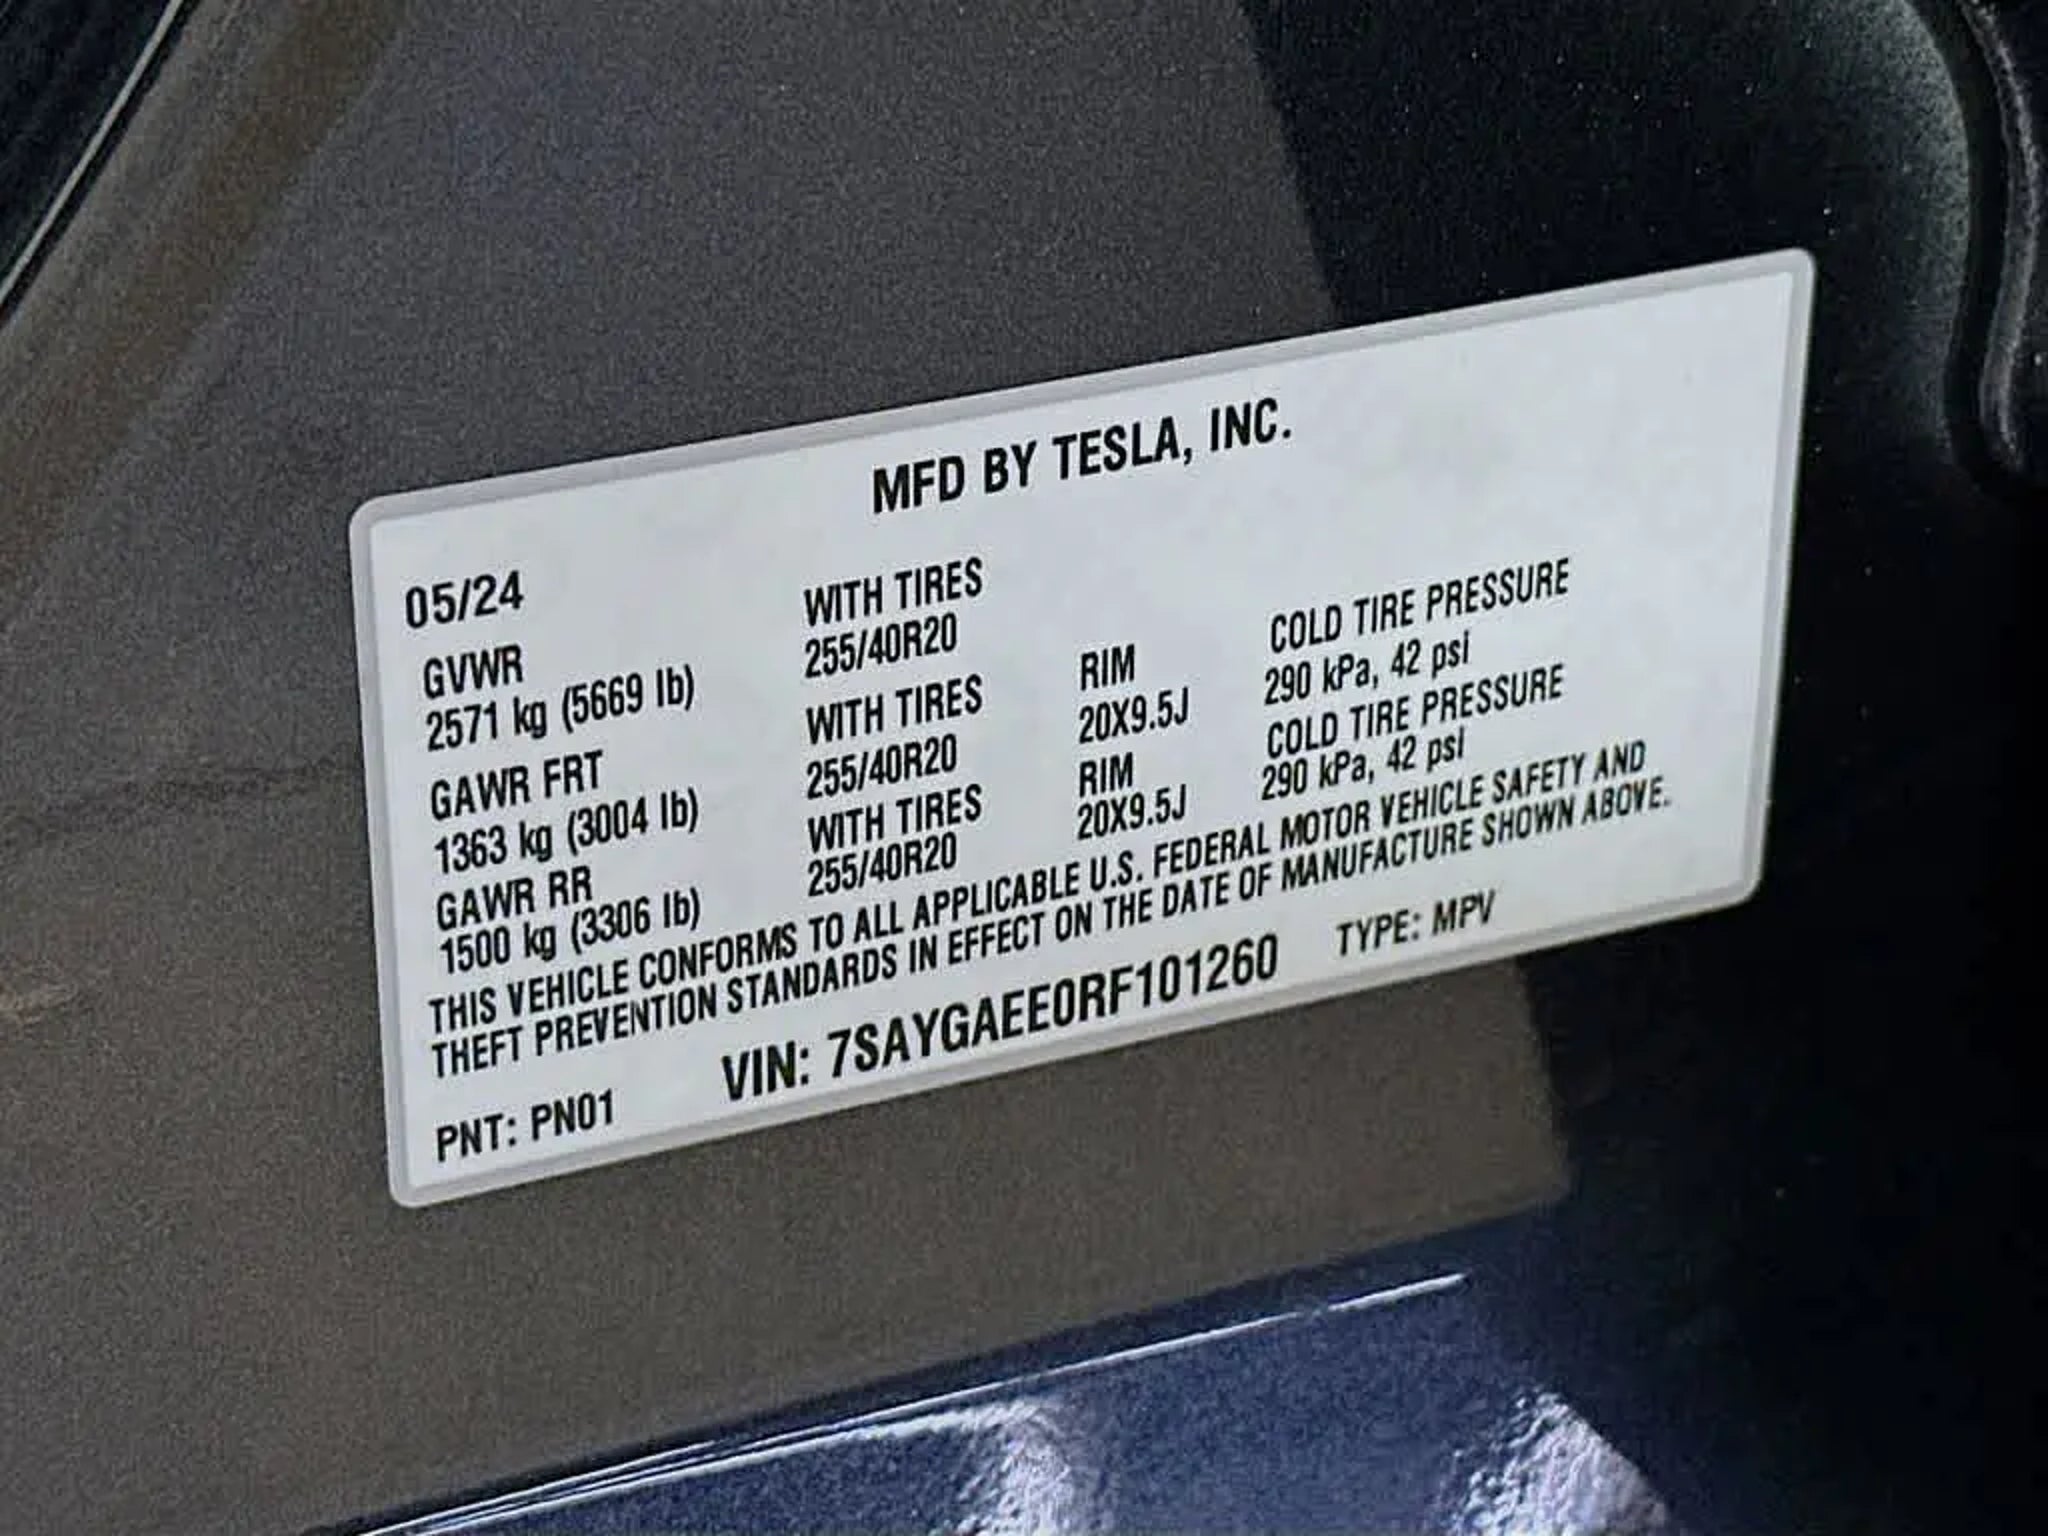 MFD BY TESLA, INC.
05/24
GVWR WITH TIRES
2571 kg (5669 lb) 255/40R20 RIM COLD TIRE PRESSURE
GAWR FRT WITH TIRES 20X9.5J 290 kPa, 42 psi
1363 kg (3004 lb) 255/40R20 RIM COLD TIRE PRESSURE
GAWR RR WITH TIRES 20X9.5J 290 kPa, 42 psi
1500 kg (3306 lb) 255/40R20
THIS VEHICLE CONFORMS TO ALL APPLICABLE U.S. FEDERAL MOTOR VEHICLE SAFETY AND
THEFT PREVENTION STANDARDS IN EFFECT ON THE DATE OF MANUFACTURE SHOWN ABOVE.
PNT: PN01 VIN: 7SAYGAEE0RF101260 TYPE: MPV